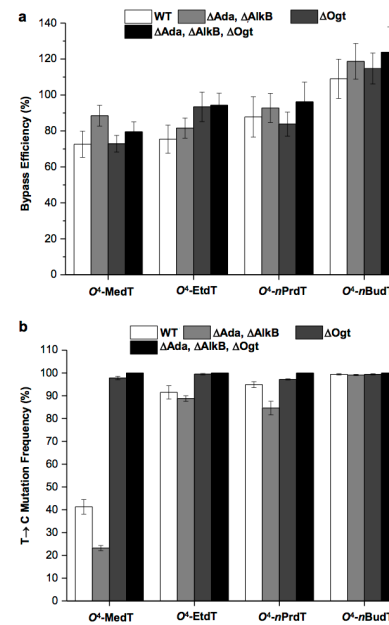 a
WT ΔAda, ΔAlkB ΔOgt
ΔAda, ΔAlkB, ΔOgt
Bypass Efficiency (%)
140
120
100
80
60
40
20
0
O⁴-MedT O⁴-EtdT O⁴-nPrdT O⁴-nBudT
b
WT ΔAda, ΔAlkB ΔOgt
ΔAda, ΔAlkB, ΔOgt
T→ C Mutation Frequency (%)
110
100
90
80
70
60
50
40
30
20
10
0
O⁴-MedT O⁴-EtdT O⁴-nPrdT O⁴-nBudT